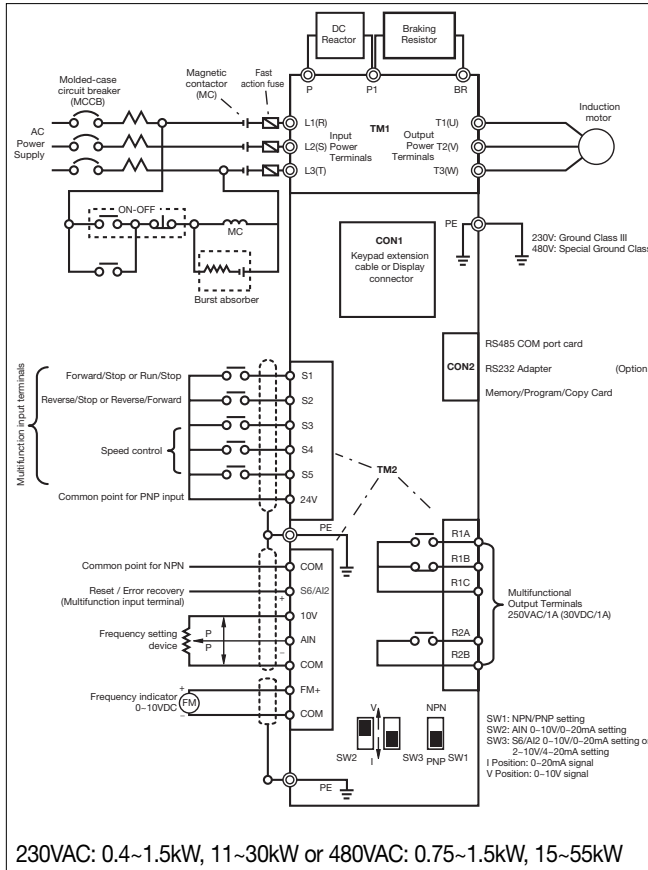 DC
Reactor
Braking
Resistor
P
P1
BR
Molded-case
circuit breaker
(MCCB)
Magnetic
contactor
(MC)
Fast
action fuse
AC
Power
Supply
L1(R)
L2(S)
L3(T)
Input
Power
Terminals
TM1
Output
Power
Terminals
T1(U)
T2(V)
T3(W)
Induction
motor
ON-OFF
MC
Burst absorber
CON1
Keypad extension
cable or Display
connector
PE
230V: Ground Class III
480V: Special Ground Class
CON2
RS485 COM port card
RS232 Adapter
(Option
Memory/Program/Copy Card
Multifunction input terminals
Forward/Stop or Run/Stop
Reverse/Stop or Reverse/Forward
Speed control
Common point for PNP input
S1
S2
S3
S4
S5
24V
TM2
PE
Common point for NPN
Reset / Error recovery
(Multifunction input terminal)
Frequency setting
device
P
P
Frequency indicator
0~10VDC
+
FM
−
COM
S6/AI2
+
10V
AIN
−
COM
FM+
COM
PE
R1A
R1B
R1C
R2A
R2B
Multifunctional
Output Terminals
250VAC/1A (30VDC/1A)
V
I
SW2
SW3
NPN
PNP
SW1
SW1: NPN/PNP setting
SW2: AIN 0~10V/0~20mA setting
SW3: S6/AI2 0~10V/0~20mA setting or
2~10V/4~20mA setting
I Position: 0~20mA signal
V Position: 0~10V signal
230VAC: 0.4~1.5kW, 11~30kW or 480VAC: 0.75~1.5kW, 15~55kW